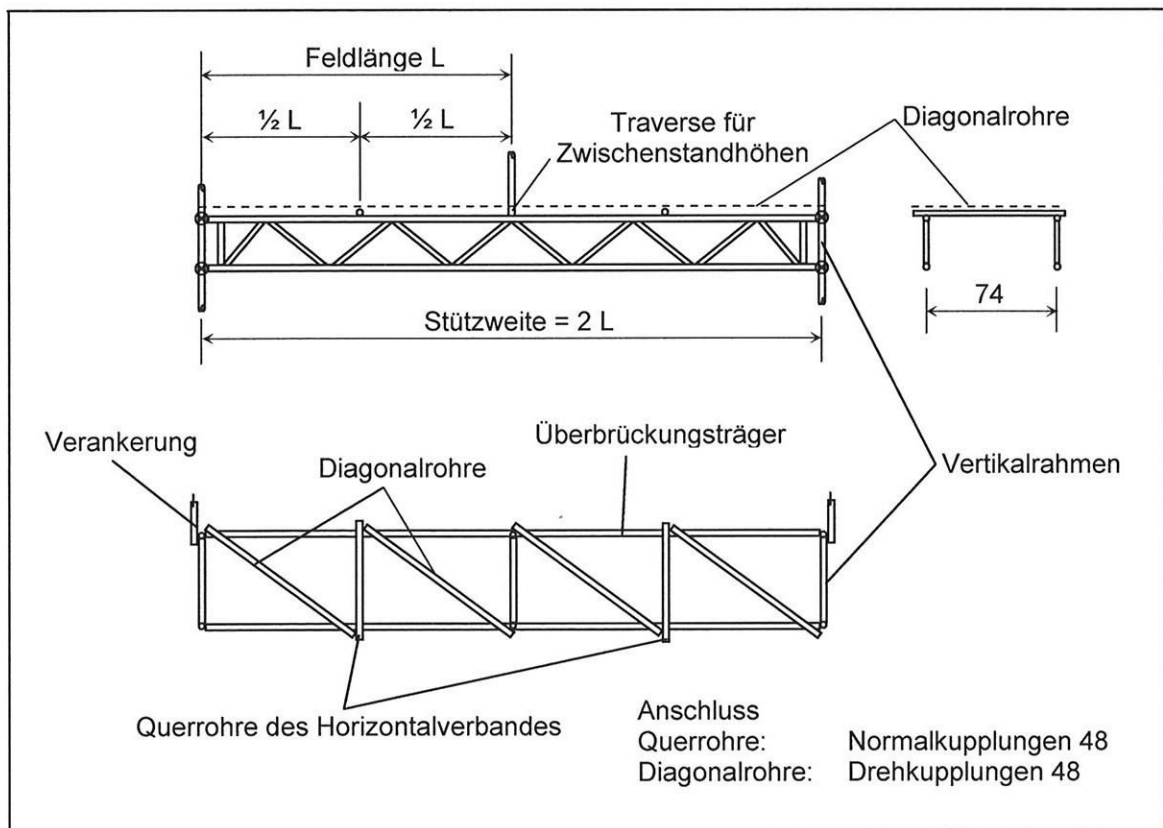 Feldlänge L
½ L
½ L
Traverse für
Zwischenstandhöhen
Diagonalrohre
74
Stützweite = 2 L
Verankerung
Diagonalrohre
Überbrückungsträger
Vertikalrahmen
Querrohre des Horizontalverbandes
Anschluss
Querrohre: Normalkupplungen 48
Diagonalrohre: Drehkupplungen 48